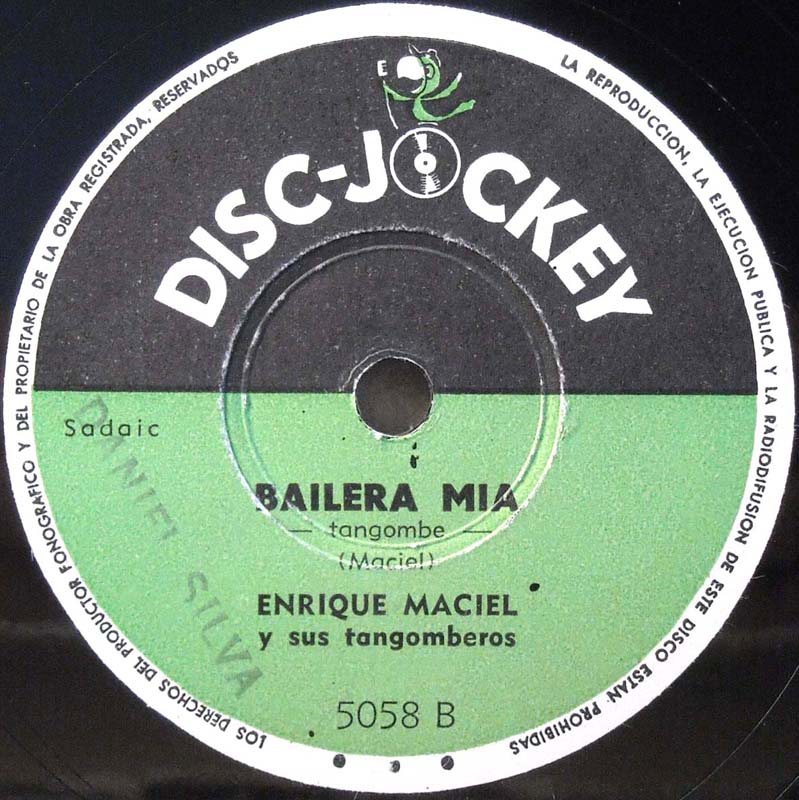 LOS DERECHOS DEL PRODUCTOR FONOGRAFICO Y DEL PROPIETARIO DE LA OBRA REGISTRADA, RESERVADOS
LA REPRODUCCION, LA EJECUCION PUBLICA Y LA RADIODIFUSION DE ESTE DISCO ESTAN PROHIBIDAS
E
DISC-JOCKEY
Sadaic
DANIEL SILVA
BAILERA MIA
— tangombe —
(Maciel)
ENRIQUE MACIEL
y sus tangomberos
5058 B